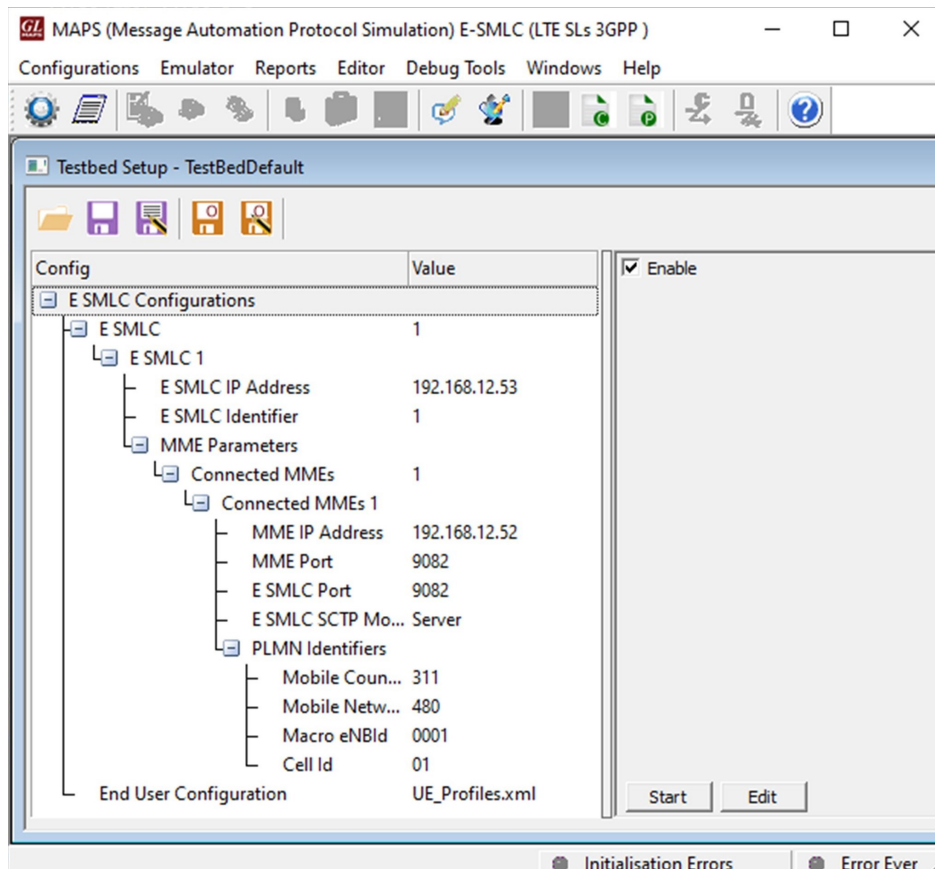 GL
MAPS
MAPS (Message Automation Protocol Simulation) E-SMLC (LTE SLs 3GPP )
Configurations Emulator Reports Editor Debug Tools Windows Help
C P ?
Testbed Setup - TestBedDefault
Config Value
Enable
E SMLC Configurations
E SMLC 1
E SMLC 1
E SMLC IP Address 192.168.12.53
E SMLC Identifier 1
MME Parameters
Connected MMEs 1
Connected MMEs 1
MME IP Address 192.168.12.52
MME Port 9082
E SMLC Port 9082
E SMLC SCTP Mo... Server
PLMN Identifiers
Mobile Coun... 311
Mobile Netw... 480
Macro eNBId 0001
Cell Id 01
End User Configuration UE_Profiles.xml
Start Edit
Initialisation Errors Error Ever